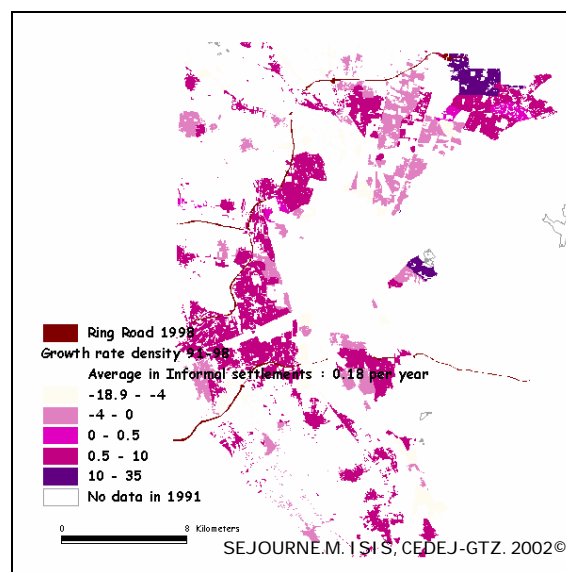 Ring Road 1998
Growth rate density 91-98
Average in Informal settlements : 0.18 per year
-18.9 - -4
-4 - 0
0 - 0.5
0.5 - 10
10 - 35
No data in 1991
0 8 Kilometers
SEJOURNE.M. ISIS, CEDEJ-GTZ. 2002©